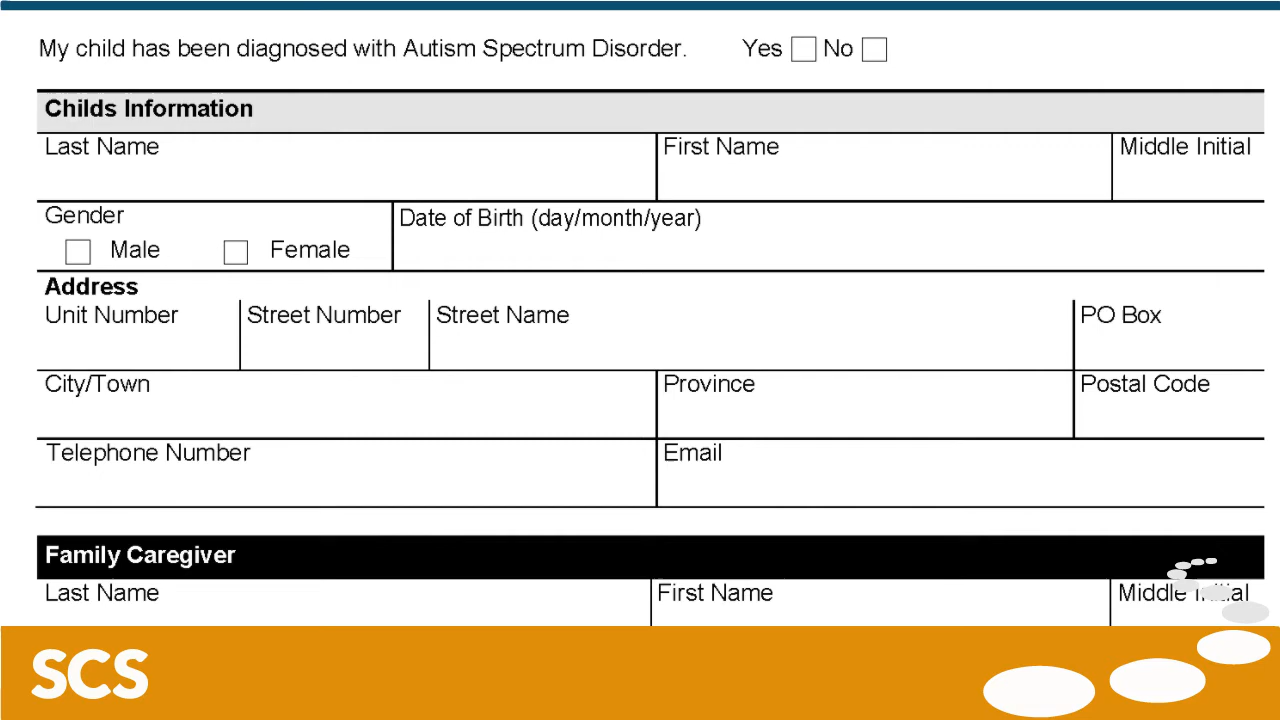 My child has been diagnosed with Autism Spectrum Disorder. Yes No
Childs Information
Last Name First Name Middle Initial
Gender Date of Birth (day/month/year)
Male Female
Address
Unit Number Street Number Street Name PO Box
City/Town Province Postal Code
Telephone Number Email
Family Caregiver
Last Name First Name Middle Initial
SCS